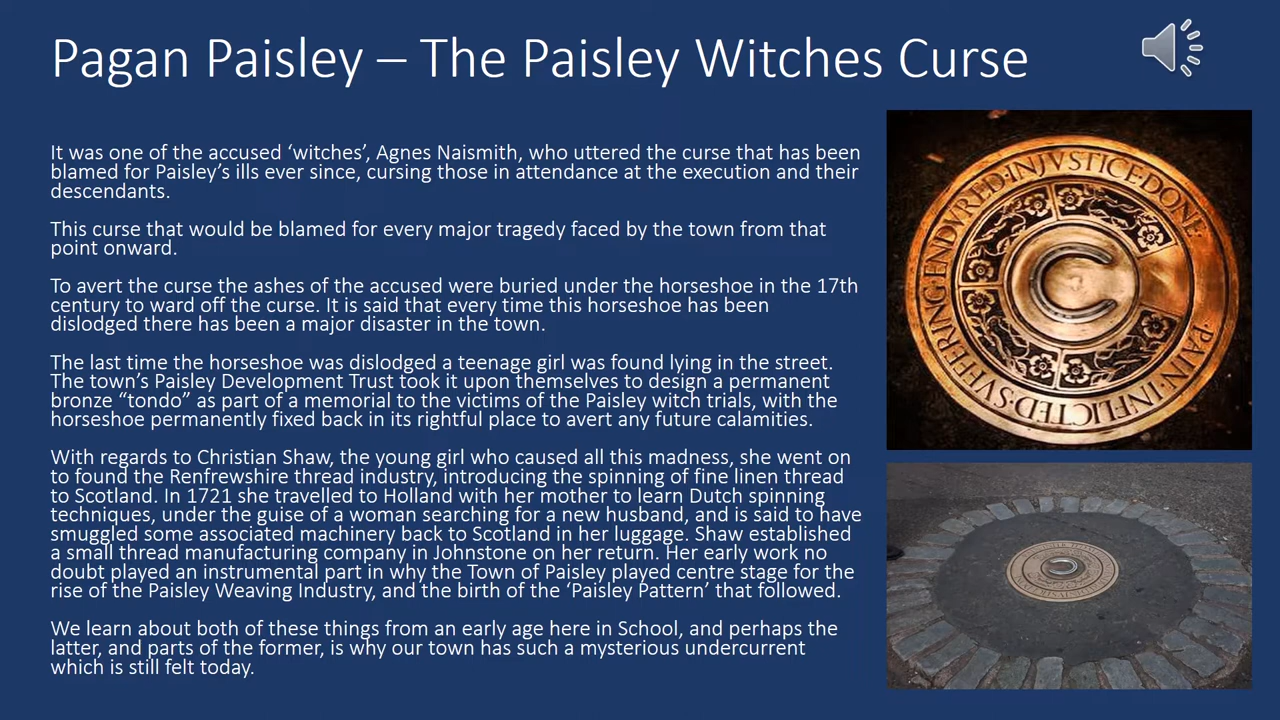 Pagan Paisley – The Paisley Witches Curse
It was one of the accused ‘witches’, Agnes Naismith, who uttered the curse that has been
blamed for Paisley’s ills ever since, cursing those in attendance at the execution and their
descendants.
This curse that would be blamed for every major tragedy faced by the town from that
point onward.
To avert the curse the ashes of the accused were buried under the horseshoe in the 17th
century to ward off the curse. It is said that every time this horseshoe has been
dislodged there has been a major disaster in the town.
The last time the horseshoe was dislodged a teenage girl was found lying in the street.
The town’s Paisley Development Trust took it upon themselves to design a permanent
bronze “tondo” as part of a memorial to the victims of the Paisley witch trials, with the
horseshoe permanently fixed back in its rightful place to avert any future calamities.
With regards to Christian Shaw, the young girl who caused all this madness, she went on
to found the Renfrewshire thread industry, introducing the spinning of fine linen thread
to Scotland. In 1721 she travelled to Holland with her mother to learn Dutch spinning
techniques, under the guise of a woman searching for a new husband, and is said to have
smuggled some associated machinery back to Scotland in her luggage. Shaw established
a small thread manufacturing company in Johnstone on her return. Her early work no
doubt played an instrumental part in why the Town of Paisley played centre stage for the
rise of the Paisley Weaving Industry, and the birth of the ‘Paisley Pattern’ that followed.
We learn about both of these things from an early age here in School, and perhaps the
latter, and parts of the former, is why our town has such a mysterious undercurrent
which is still felt today.
PAIN·INFLICTED·SVFFERING·ENDVRED·INJVSTICE·DONE